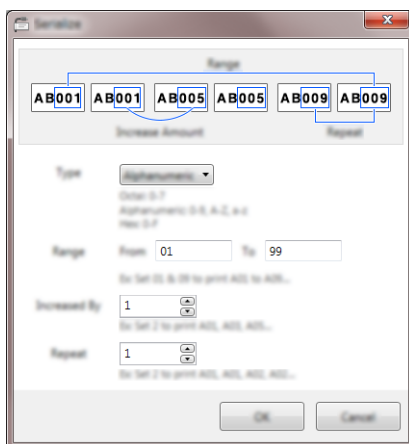 Serialize
Range
AB001 AB001 AB005 AB005 AB009 AB009
Increase Amount Repeat
Type Alphanumeric
Octal: 0-7
Alphanumeric: 0-9, A-Z, a-z
Hex: 0-F
Range From 01 To 99
Ex: Set 01 & 09 to print A01 to A09...
Increased By 1
Ex: Set 2 to print A01, A03, A05...
Repeat 1
Ex: Set 2 to print A01, A01, A02, A02...
OK Cancel